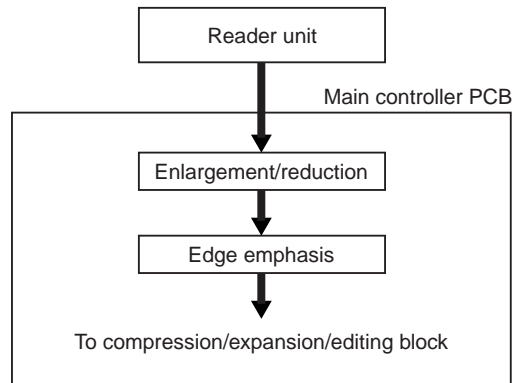 Reader unit
Main controller PCB
Enlargement/reduction
Edge emphasis
To compression/expansion/editing block